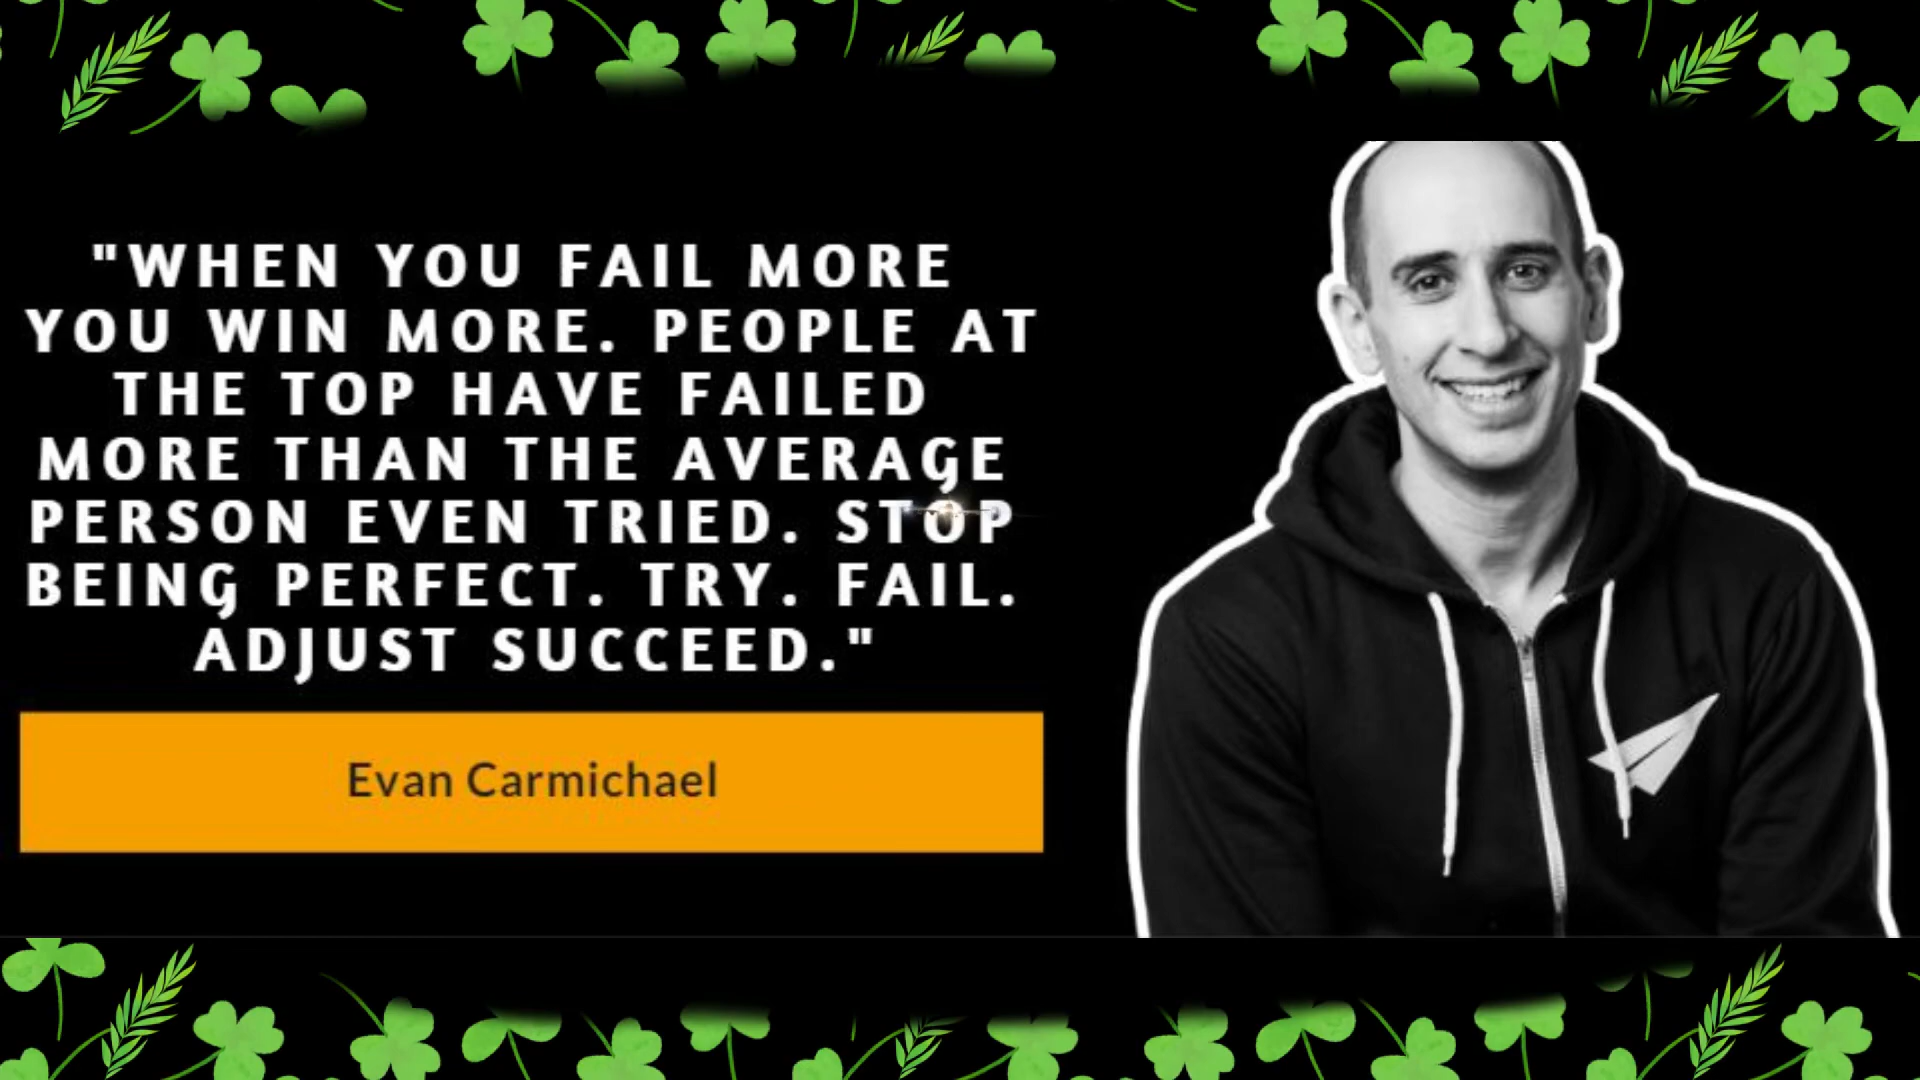 "WHEN YOU FAIL MORE
YOU WIN MORE. PEOPLE AT
THE TOP HAVE FAILED
MORE THAN THE AVERAGE
PERSON EVEN TRIED. STOP
BEING PERFECT. TRY. FAIL.
ADJUST SUCCEED."
Evan Carmichael